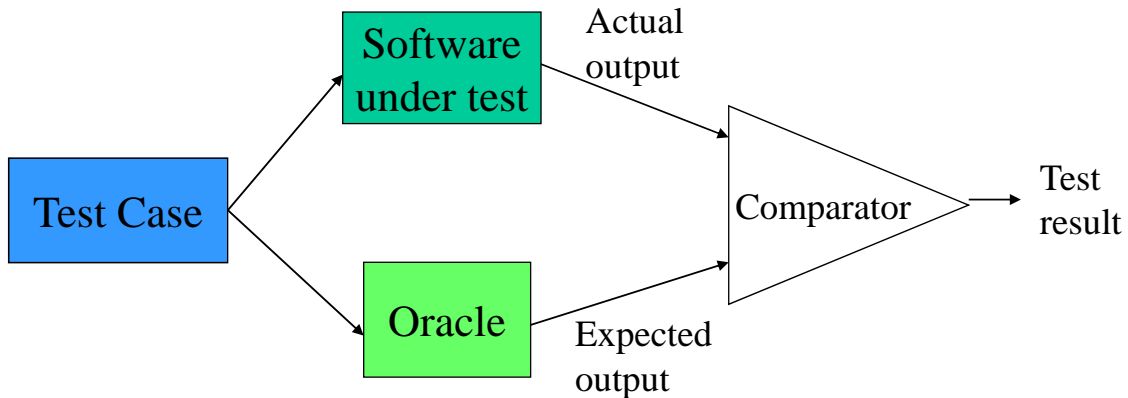 Software
under test
Actual
output
Test Case
Comparator
Test
result
Oracle
Expected
output